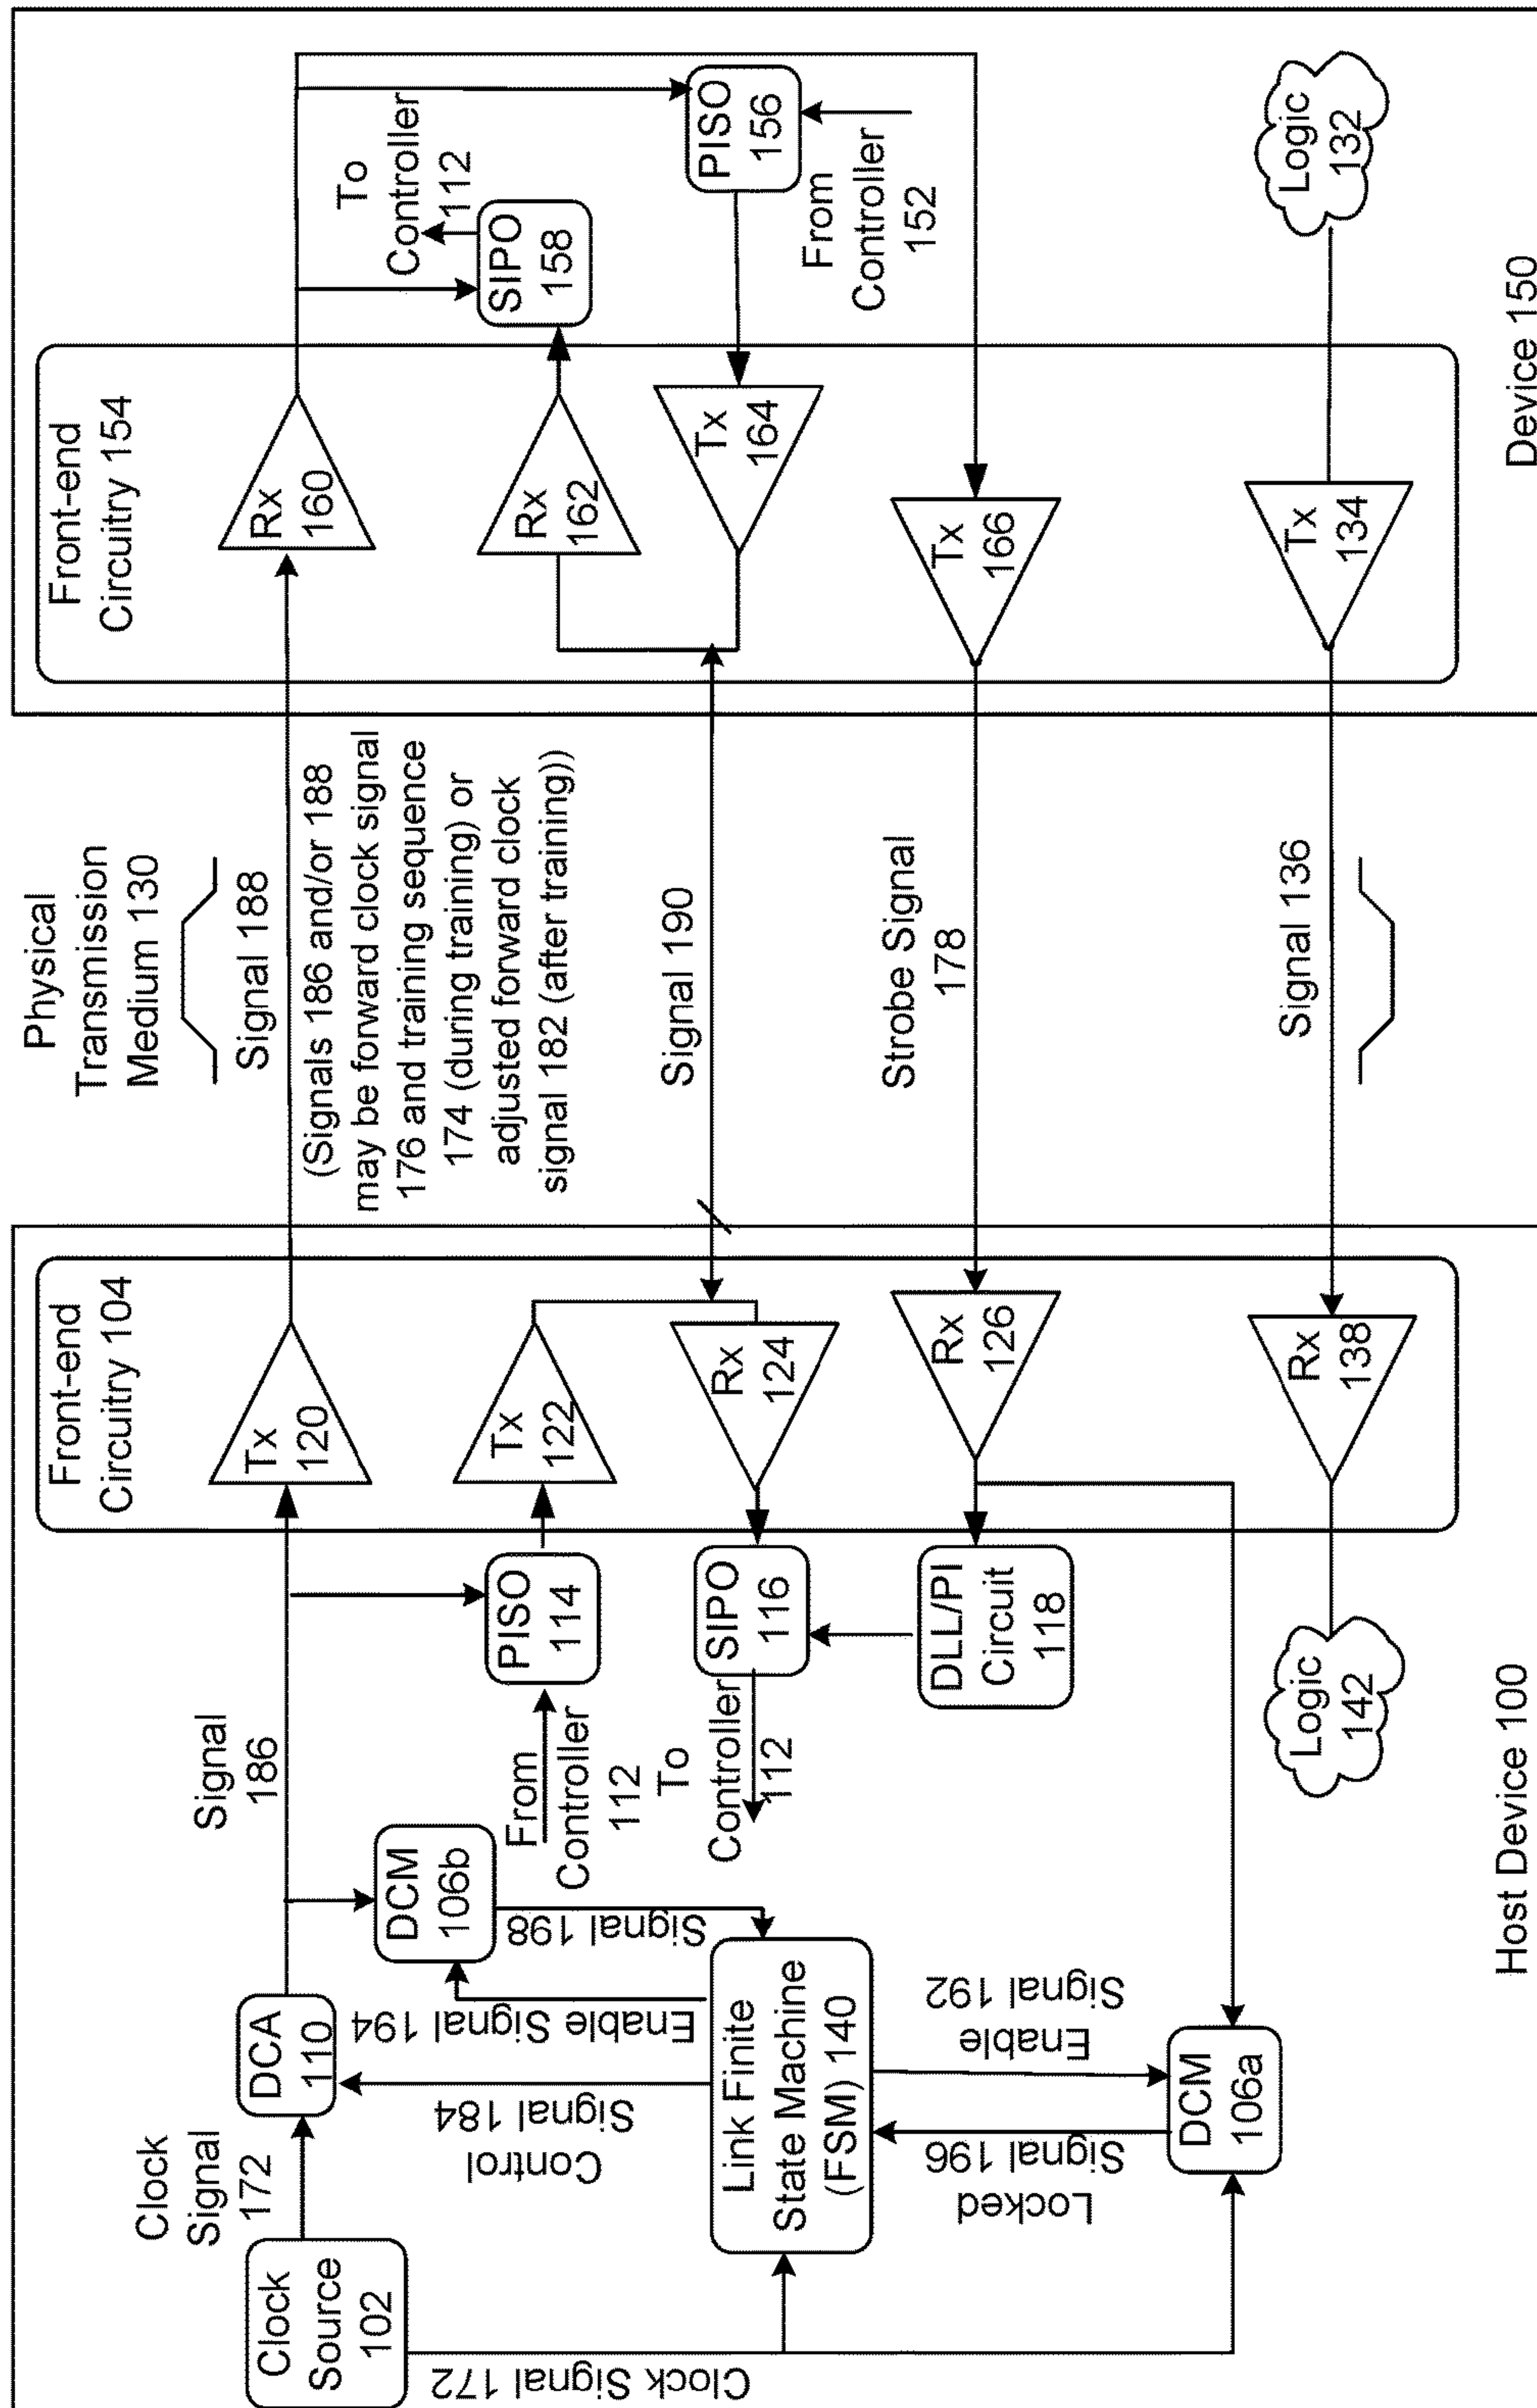 Physical
Transmission
Medium 130
Front-end
Circuitry 104
Front-end
Circuitry 154
Clock
Source
102
Clock
Signal
172
DCA
110
Signal
186
Tx
120
Signal 188
Rx
160
(Signals 186 and/or 188
may be forward clock signal
176 and training sequence
174 (during training) or
adjusted forward clock
signal 182 (after training))
Clock Signal 172
Control
Signal 184
Enable Signal 194
DCM
106b
Signal 198
From
Controller
112
PISO
114
Tx
122
Rx
162
SIPO
158
To
Controller
112
Link Finite
State Machine
(FSM) 140
To
Controller
112
SIPO
116
Rx
124
Signal 190
Tx
164
PISO
156
From
Controller
152
Locked
Signal 196
Enable
Signal 192
DLL/PI
Circuit
118
Rx
126
Strobe Signal
178
Tx
166
DCM
106a
Logic
142
Rx
138
Signal 136
Tx
134
Logic
132
Host Device 100
Device 150